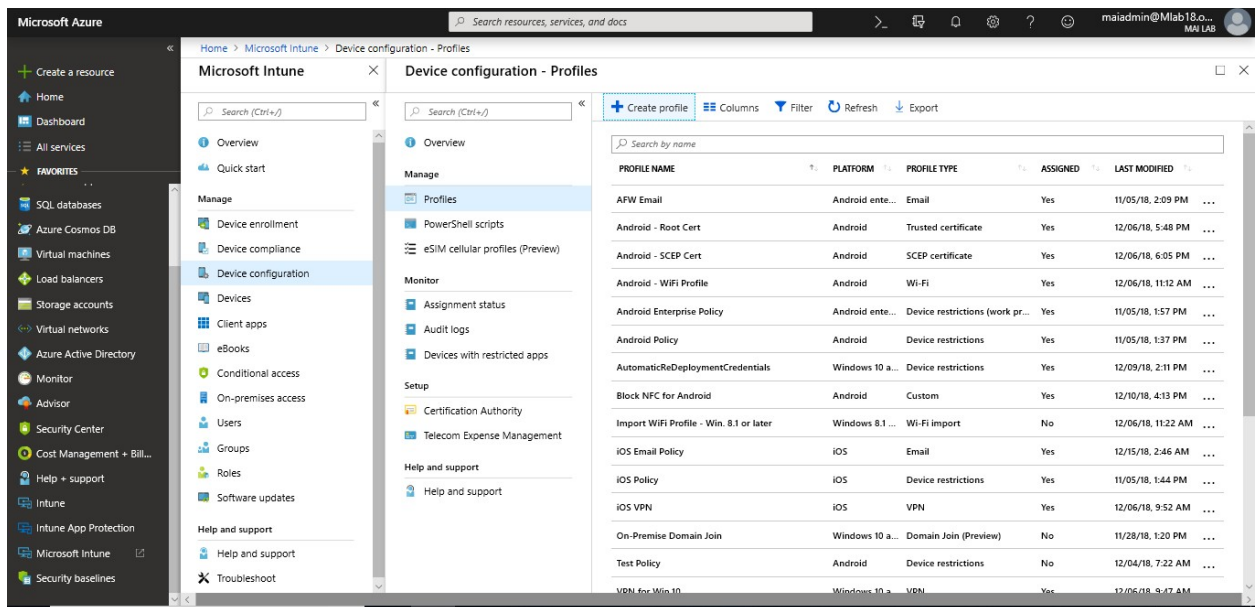 Microsoft Azure
Search resources, services, and docs
maiadmin@Mlab18.o...
MAI LAB
Home > Microsoft Intune > Device configuration - Profiles
Create a resource
Home
Dashboard
All services
FAVORITES
SQL databases
Azure Cosmos DB
Virtual machines
Load balancers
Storage accounts
Virtual networks
Azure Active Directory
Monitor
Advisor
Security Center
Cost Management + Bill...
Help + support
Intune
Intune App Protection
Microsoft Intune
Security baselines
Microsoft Intune
Search (Ctrl+/)
Overview
Quick start
Manage
Device enrollment
Device compliance
Device configuration
Devices
Client apps
eBooks
Conditional access
On-premises access
Users
Groups
Roles
Software updates
Help and support
Help and support
Troubleshoot
Device configuration - Profiles
Search (Ctrl+/)
Overview
Manage
Profiles
PowerShell scripts
eSIM cellular profiles (Preview)
Monitor
Assignment status
Audit logs
Devices with restricted apps
Setup
Certification Authority
Telecom Expense Management
Help and support
Help and support
Create profile Columns Filter Refresh Export
Search by name
PROFILE NAME PLATFORM PROFILE TYPE ASSIGNED LAST MODIFIED
AFW Email Android ente... Email Yes 11/05/18, 2:09 PM ...
Android - Root Cert Android Trusted certificate Yes 12/06/18, 5:48 PM ...
Android - SCEP Cert Android SCEP certificate Yes 12/06/18, 6:05 PM ...
Android - WiFi Profile Android Wi-Fi Yes 12/06/18, 11:12 AM ...
Android Enterprise Policy Android ente... Device restrictions (work pr... Yes 11/05/18, 1:57 PM ...
Android Policy Android Device restrictions Yes 11/05/18, 1:37 PM ...
AutomaticReDeploymentCredentials Windows 10 a... Device restrictions Yes 12/09/18, 2:11 PM ...
Block NFC for Android Android Custom Yes 12/10/18, 4:13 PM ...
Import WiFi Profile - Win. 8.1 or later Windows 8.1 ... Wi-Fi import No 12/06/18, 11:22 AM ...
iOS Email Policy iOS Email Yes 12/15/18, 2:46 AM ...
iOS Policy iOS Device restrictions Yes 11/05/18, 1:44 PM ...
iOS VPN iOS VPN Yes 12/06/18, 9:52 AM ...
On-Premise Domain Join Windows 10 a... Domain Join (Preview) No 11/28/18, 1:20 PM ...
Test Policy Android Device restrictions No 12/04/18, 7:22 AM ...
VPN for Win 10 Windows 10 a... VPN Yes 12/06/18, 9:47 AM